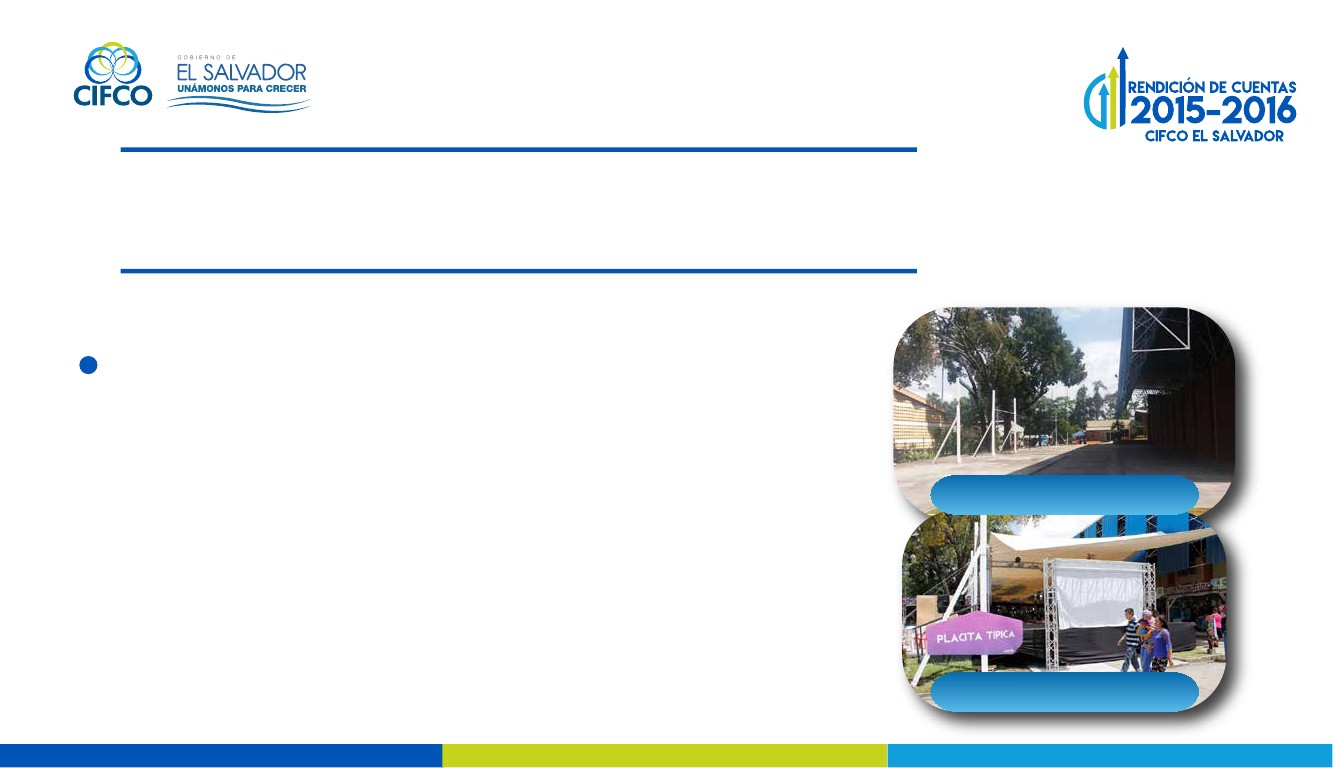 GOBIERNO DE
EL SALVADOR
UNÁMONOS PARA CRECER
CIFCO
RENDICIÓN DE CUENTAS
2015-2016
CIFCO EL SALVADOR
PLACITA TIPICA